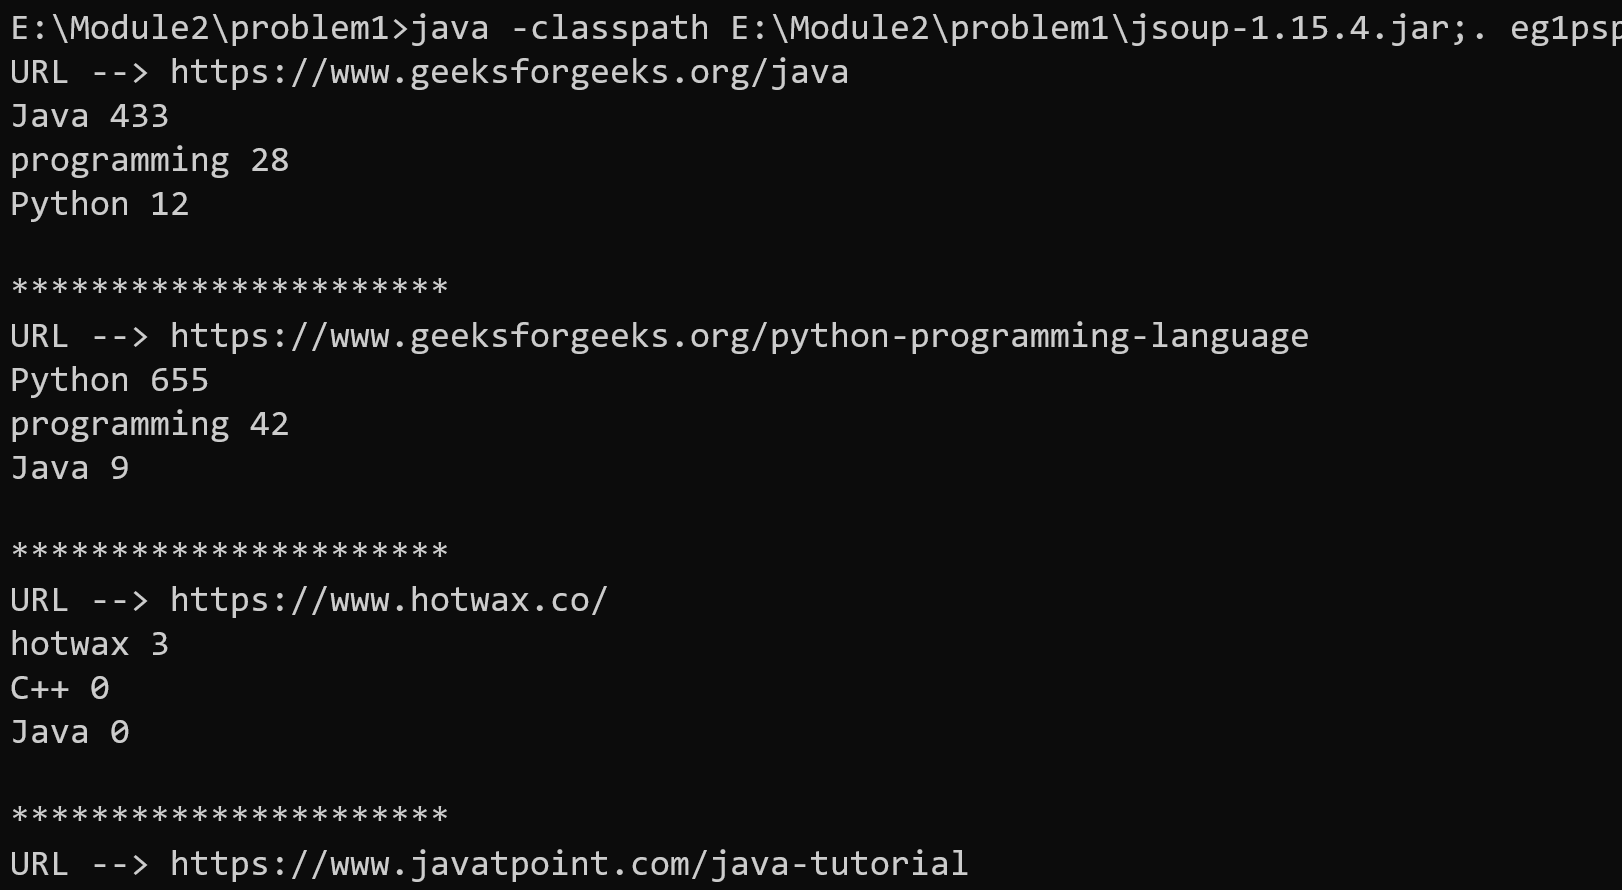 E:\Module2\problem1>java -classpath E:\Module2\problem1\jsoup-1.15.4.jar;. eg1psp
URL --> https://www.geeksforgeeks.org/java
Java 433
programming 28
Python 12
**********************
URL --> https://www.geeksforgeeks.org/python-programming-language
Python 655
programming 42
Java 9
**********************
URL --> https://www.hotwax.co/
hotwax 3
C++ 0
Java 0
**********************
URL --> https://www.javatpoint.com/java-tutorial